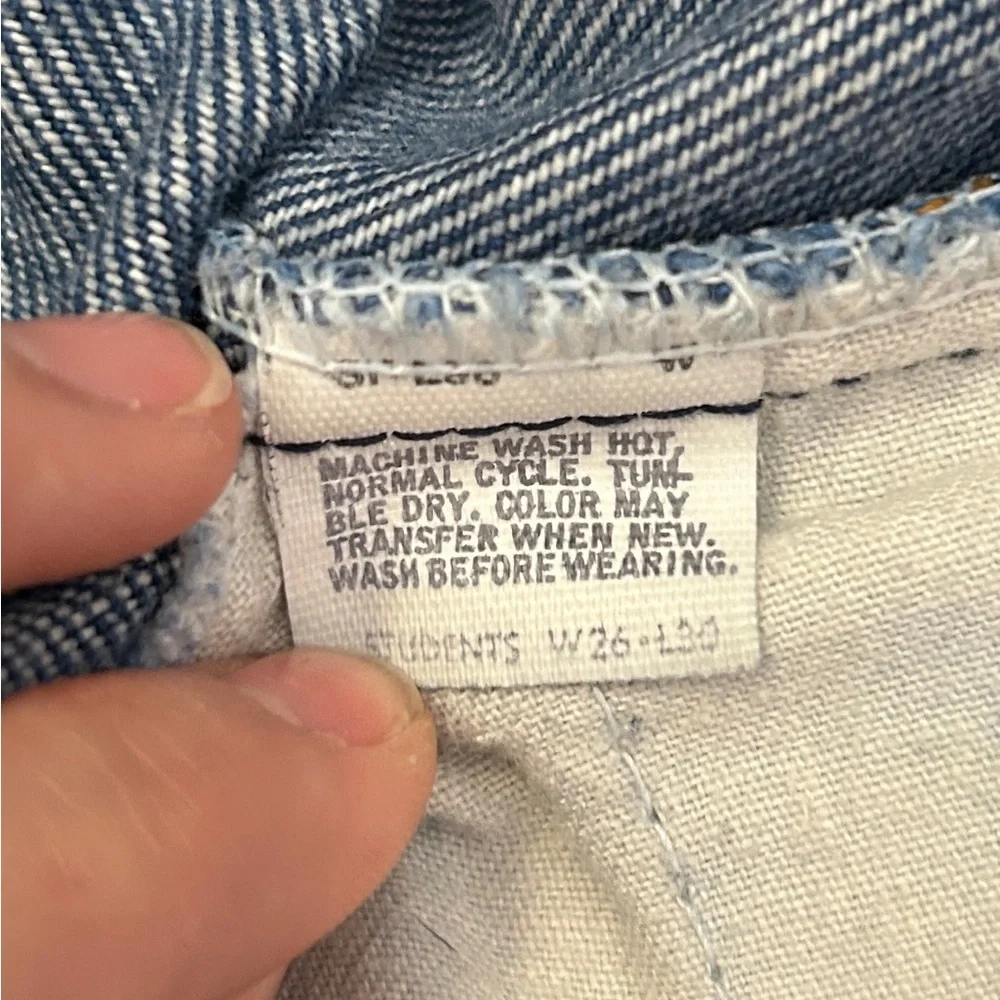 MACHINE WASH HOT,
NORMAL CYCLE. TUM-
BLE DRY. COLOR MAY
TRANSFER WHEN NEW.
WASH BEFORE WEARING.
STUDENTS W26-L30